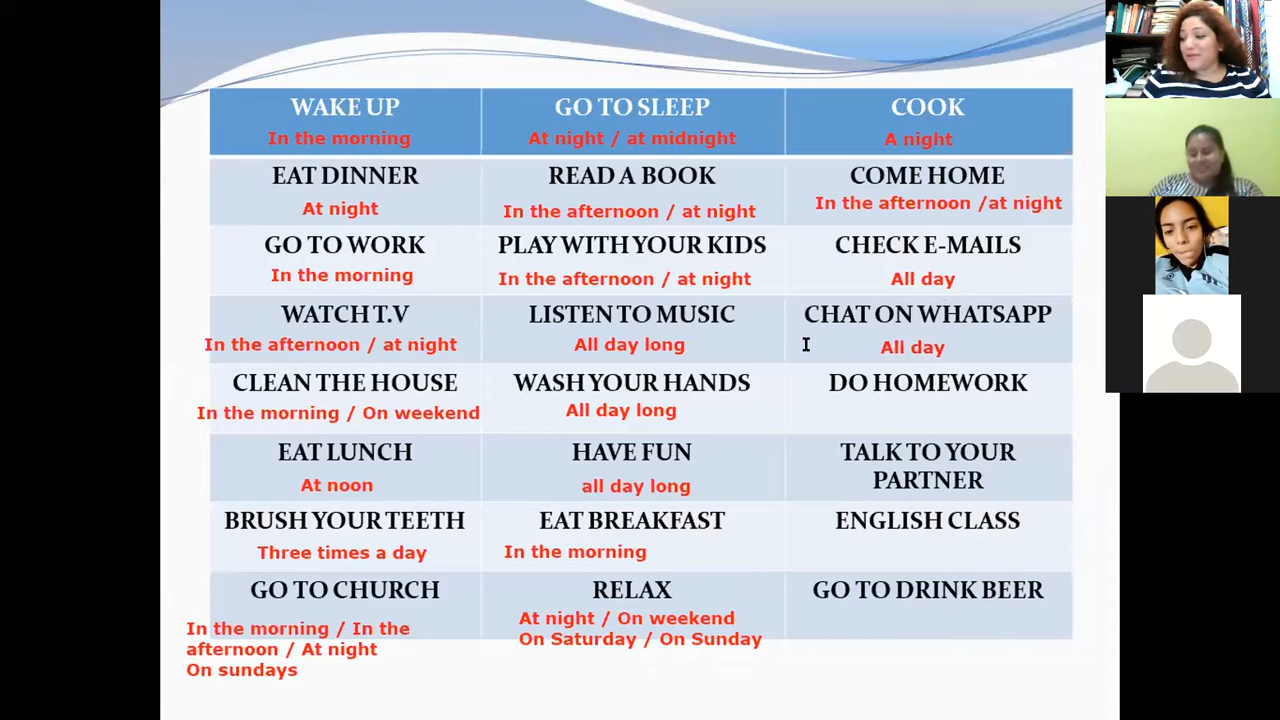 WAKE UP
In the morning
GO TO SLEEP
At night / at midnight
COOK
A night
EAT DINNER
At night
READ A BOOK
In the afternoon / at night
COME HOME
In the afternoon /at night
GO TO WORK
In the morning
PLAY WITH YOUR KIDS
In the afternoon / at night
CHECK E-MAILS
All day
WATCH T.V
In the afternoon / at night
LISTEN TO MUSIC
All day long
CHAT ON WHATSAPP
All day
CLEAN THE HOUSE
In the morning / On weekend
WASH YOUR HANDS
All day long
DO HOMEWORK
EAT LUNCH
At noon
HAVE FUN
all day long
TALK TO YOUR
PARTNER
BRUSH YOUR TEETH
Three times a day
EAT BREAKFAST
In the morning
ENGLISH CLASS
GO TO CHURCH
In the morning / In the
afternoon / At night
On sundays
RELAX
At night / On weekend
On Saturday / On Sunday
GO TO DRINK BEER